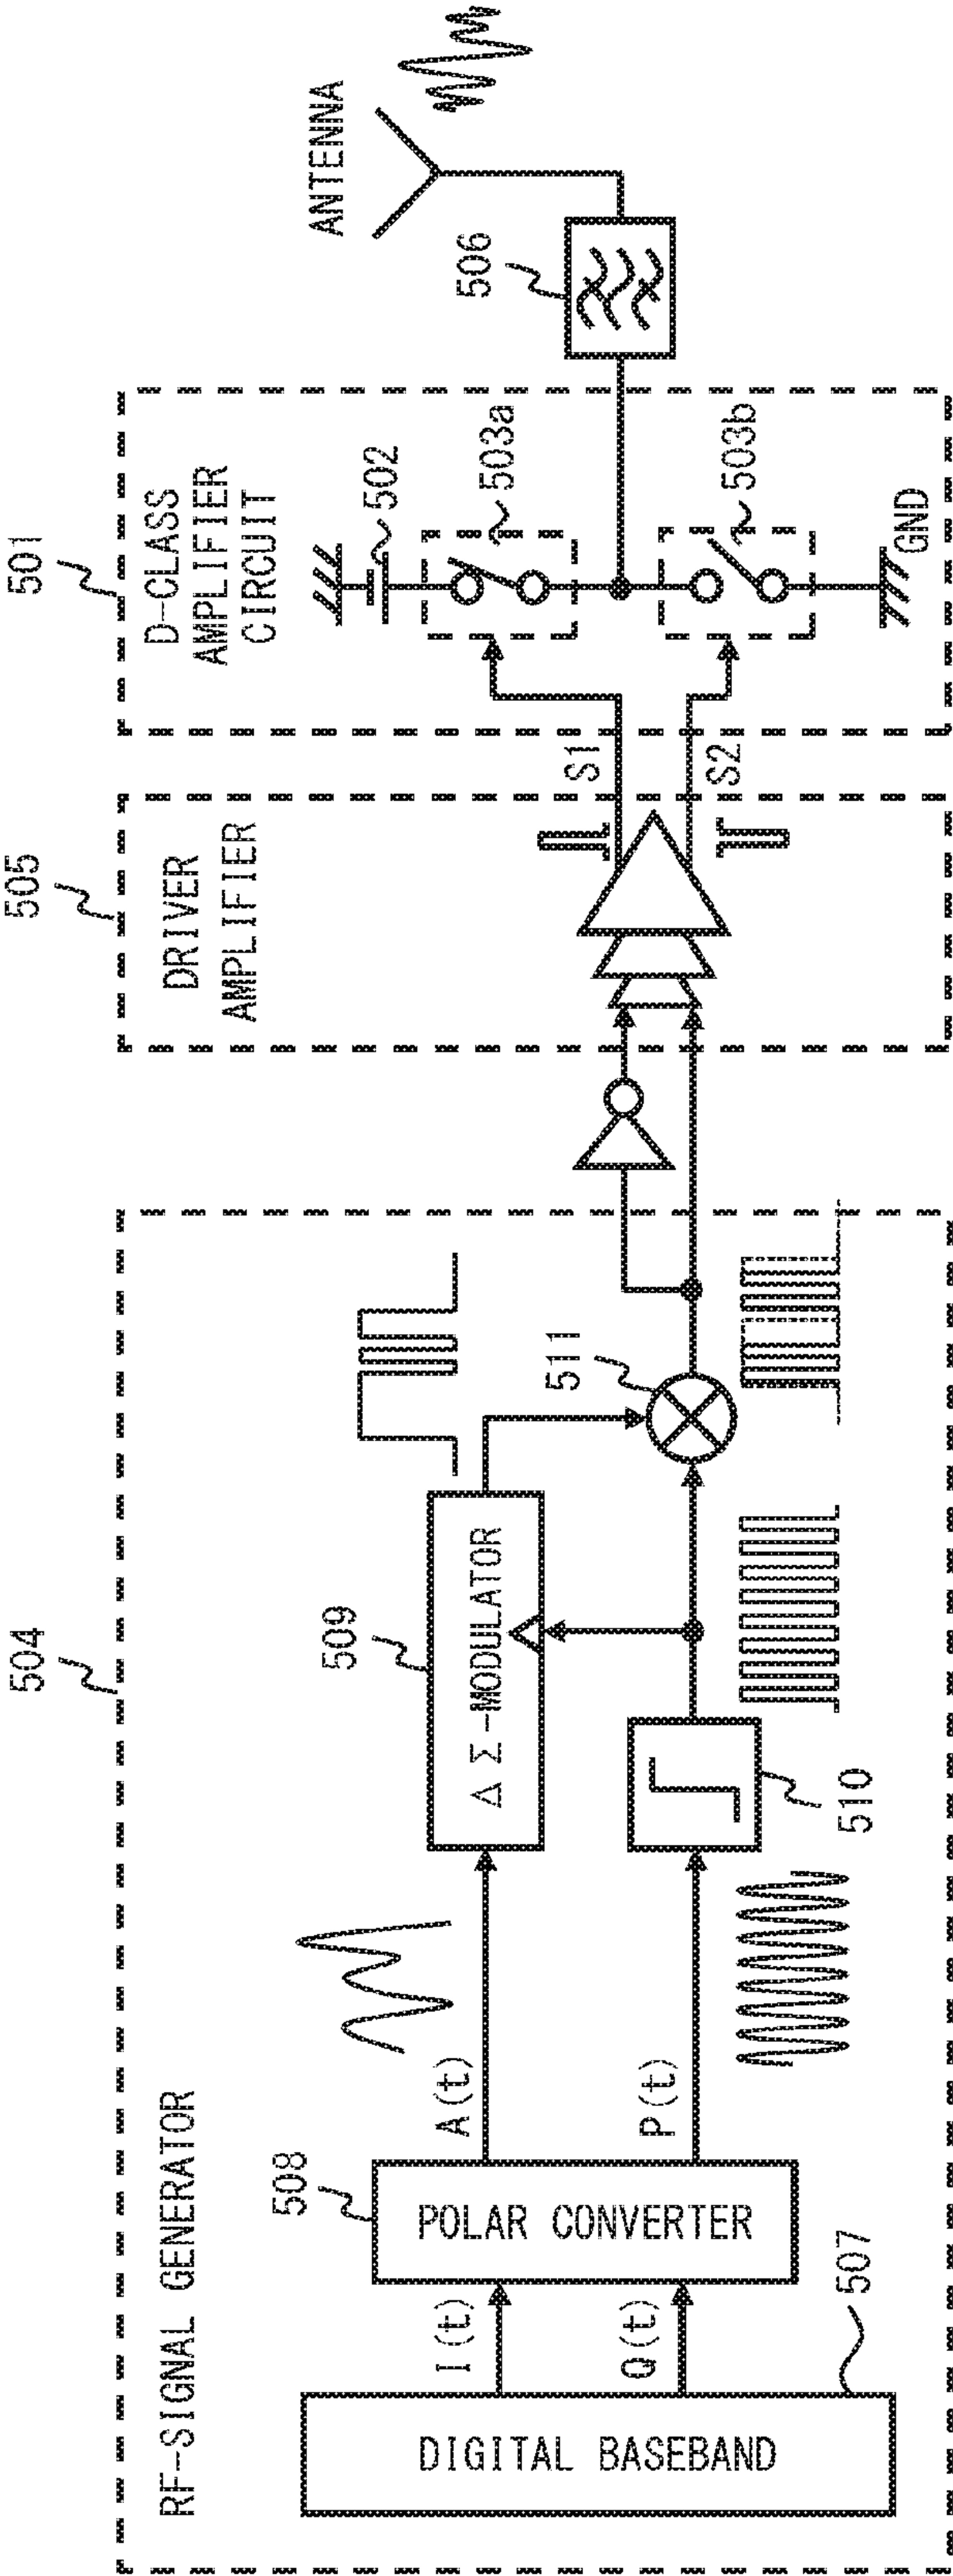 504
505
501
RF-SIGNAL GENERATOR
DRIVER
AMPLIFIER
D-CLASS
AMPLIFIER
CIRCUIT
ANTENNA
508
509
511
502
503a
503b
506
DIGITAL BASEBAND
507
I(t)
Q(t)
POLAR CONVERTER
A(t)
P(t)
ΔΣ-MODULATOR
510
S1
S2
GND